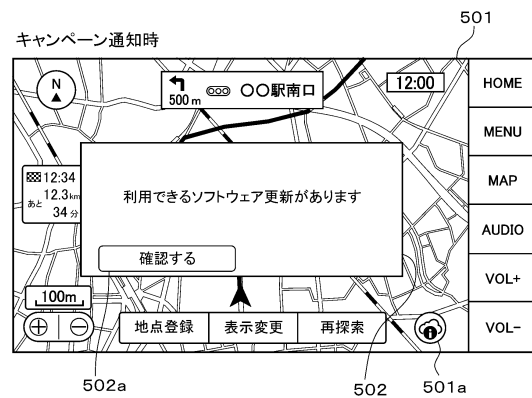 501
キャンペーン通知時
N
500m
〇〇駅南口
12:00
HOME
MENU
MAP
AUDIO
VOL+
VOL-
12:34
あと
12.3km
34分
利用できるソフトウェア更新があります
確認する
100m
地点登録
表示変更
再探索
502a
502
501a